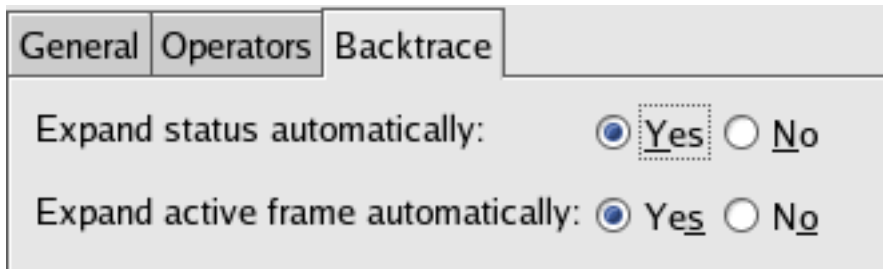 General Operators Backtrace
Expand status automatically: Yes No
Expand active frame automatically: Yes No